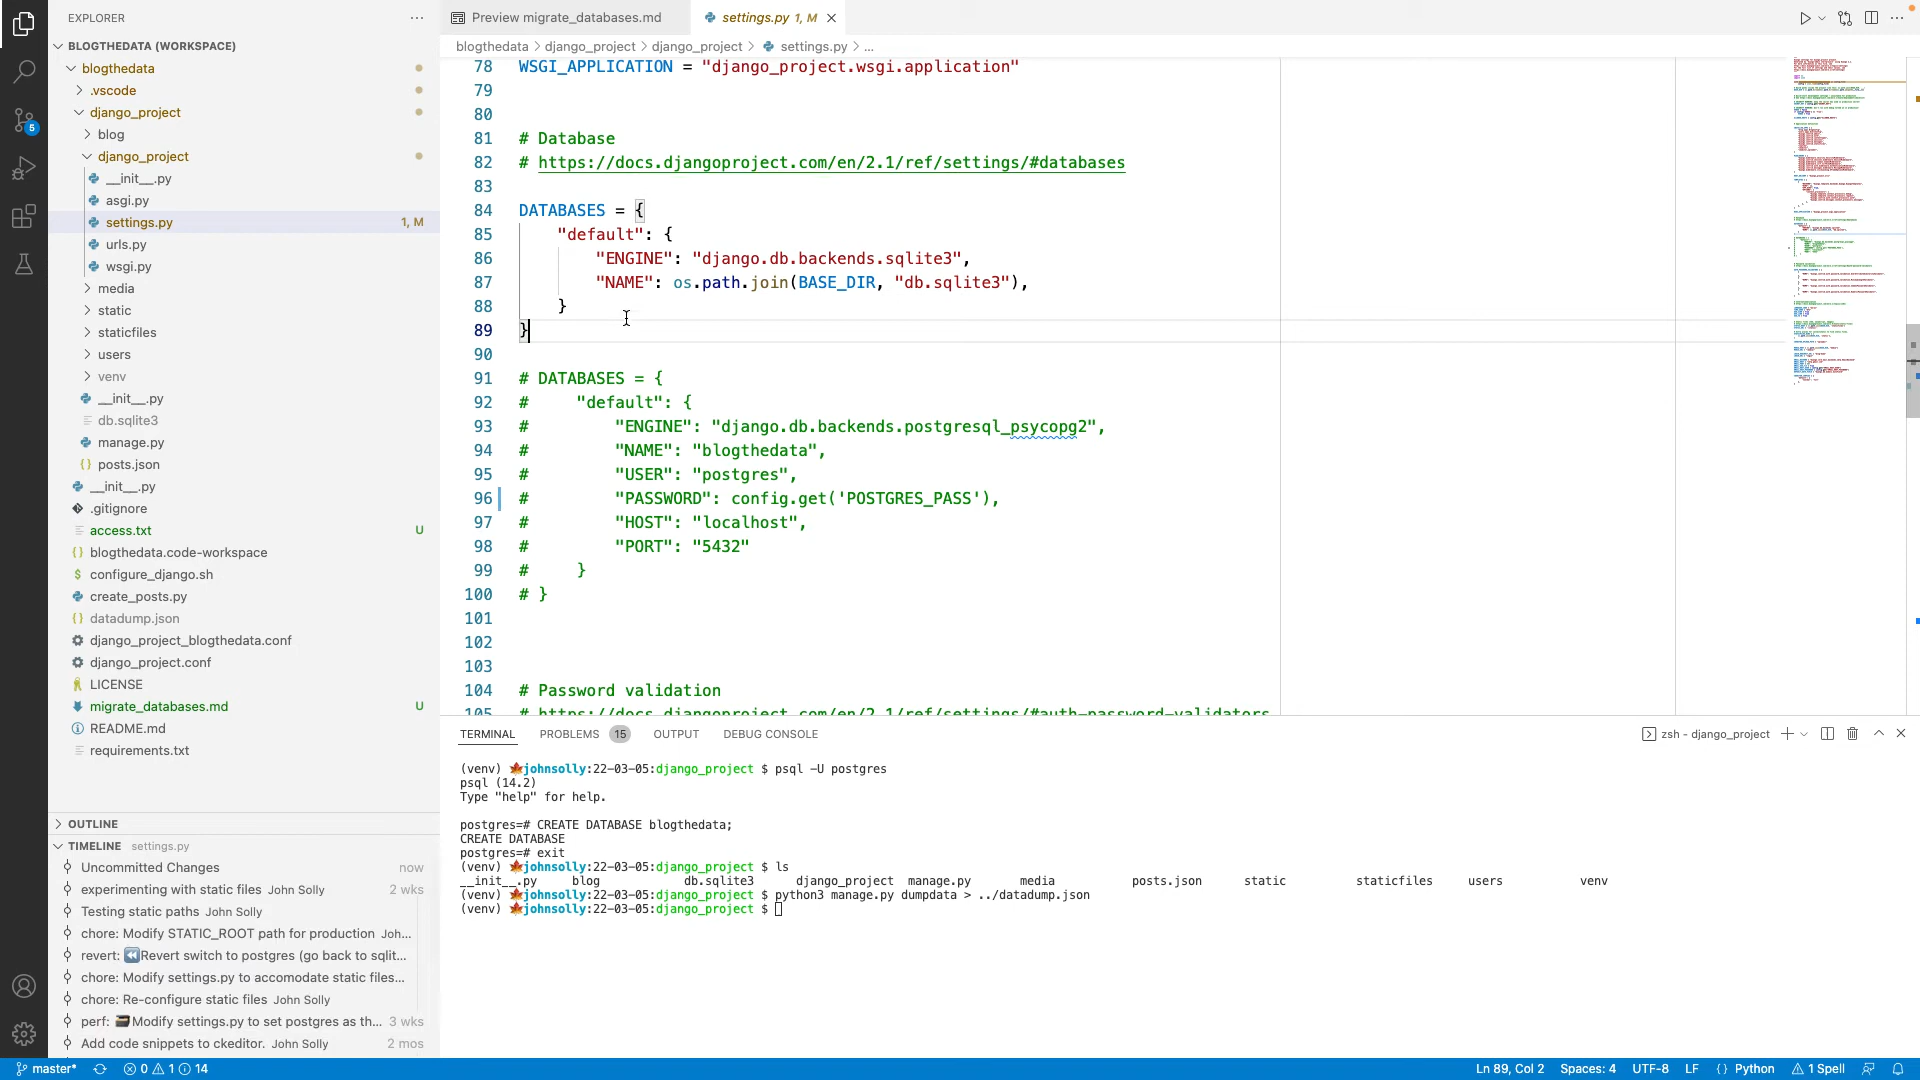 EXPLORER
BLOGTHEDATA (WORKSPACE)
blogthedata
.vscode
django_project
blog
django_project
__init__.py
asgi.py
settings.py 1, M
urls.py
wsgi.py
media
static
staticfiles
users
venv
__init__.py
db.sqlite3
manage.py
posts.json
__init__.py
.gitignore
access.txt U
blogthedata.code-workspace
configure_django.sh
create_posts.py
datadump.json
django_project_blogthedata.conf
django_project.conf
LICENSE
migrate_databases.md U
README.md
requirements.txt
OUTLINE
TIMELINE settings.py
Uncommitted Changes now
experimenting with static files John Solly 2 wks
Testing static paths John Solly
chore: Modify STATIC_ROOT path for production Joh...
revert: ⏪Revert switch to postgres (go back to sqlit...
chore: Modify settings.py to accomodate static files...
chore: Re-configure static files John Solly
perf: 🗃Modify settings.py to set postgres as th... 3 wks
Add code snippets to ckeditor. John Solly 2 mos
5
Preview migrate_databases.md
settings.py 1, M
blogthedata > django_project > django_project > settings.py > ...
78 WSGI_APPLICATION = "django_project.wsgi.application"
79
80
81 # Database
82 # https://docs.djangoproject.com/en/2.1/ref/settings/#databases
83
84 DATABASES = {
85 "default": {
86 "ENGINE": "django.db.backends.sqlite3",
87 "NAME": os.path.join(BASE_DIR, "db.sqlite3"),
88 }
89 }
90
91 # DATABASES = {
92 # "default": {
93 # "ENGINE": "django.db.backends.postgresql_psycopg2",
94 # "NAME": "blogthedata",
95 # "USER": "postgres",
96 # "PASSWORD": config.get('POSTGRES_PASS'),
97 # "HOST": "localhost",
98 # "PORT": "5432"
99 # }
100 # }
101
102
103
104 # Password validation
105 # https://docs.djangoproject.com/en/2.1/ref/settings/#auth-password-validators
TERMINAL PROBLEMS 15 OUTPUT DEBUG CONSOLE
zsh - django_project
(venv) 🍁johnsolly:22-03-05:django_project $ psql -U postgres
psql (14.2)
Type "help" for help.
postgres=# CREATE DATABASE blogthedata;
CREATE DATABASE
postgres=# exit
(venv) 🍁johnsolly:22-03-05:django_project $ ls
__init__.py blog db.sqlite3 django_project manage.py media posts.json static staticfiles users venv
(venv) 🍁johnsolly:22-03-05:django_project $ python3 manage.py dumpdata > ../datadump.json
(venv) 🍁johnsolly:22-03-05:django_project $
master* 0 1 14
Ln 89, Col 2 Spaces: 4 UTF-8 LF {} Python 1 Spell